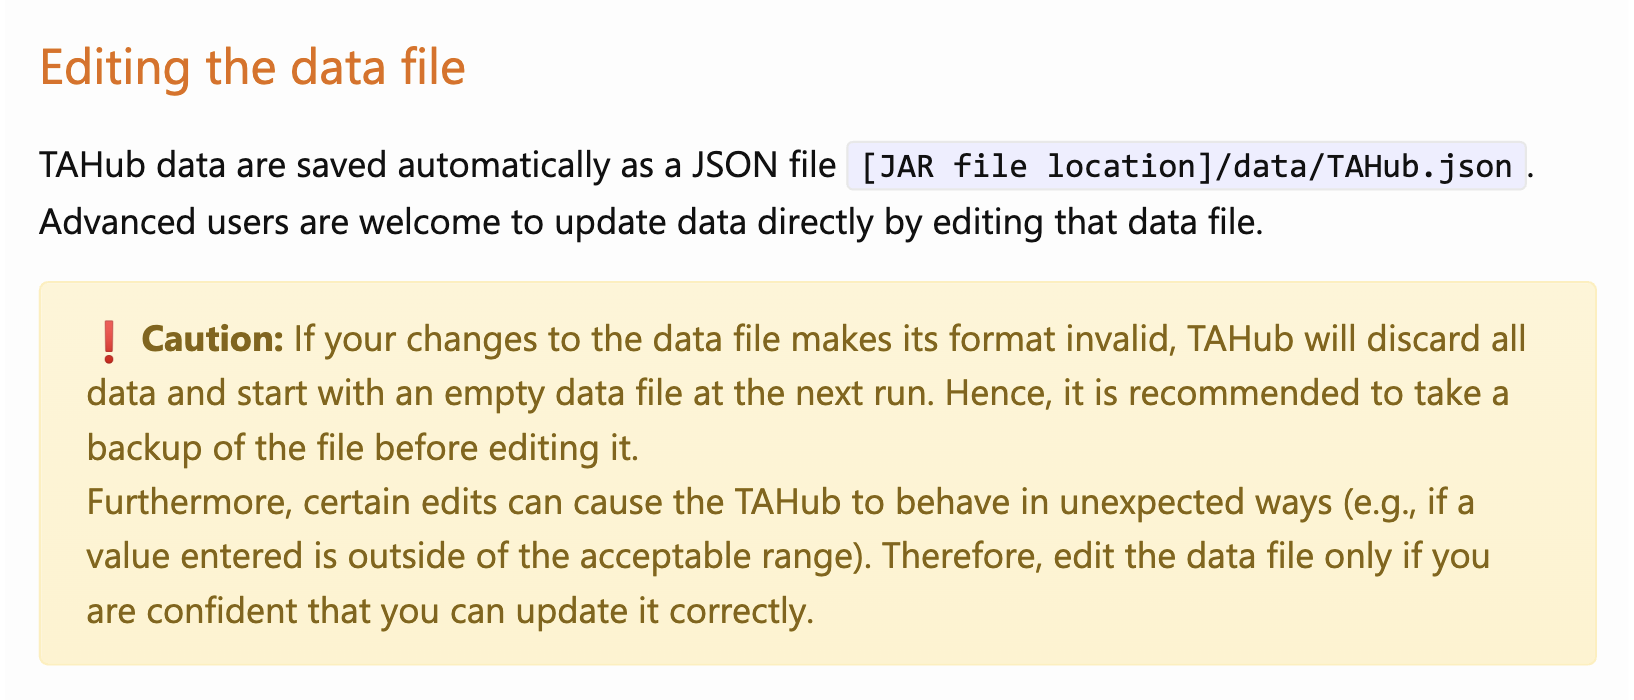 Editing the data file
TAHub data are saved automatically as a JSON file [JAR file location]/data/TAHub.json.
Advanced users are welcome to update data directly by editing that data file.
❗ Caution: If your changes to the data file makes its format invalid, TAHub will discard all
data and start with an empty data file at the next run. Hence, it is recommended to take a
backup of the file before editing it.
Furthermore, certain edits can cause the TAHub to behave in unexpected ways (e.g., if a
value entered is outside of the acceptable range). Therefore, edit the data file only if you
are confident that you can update it correctly.